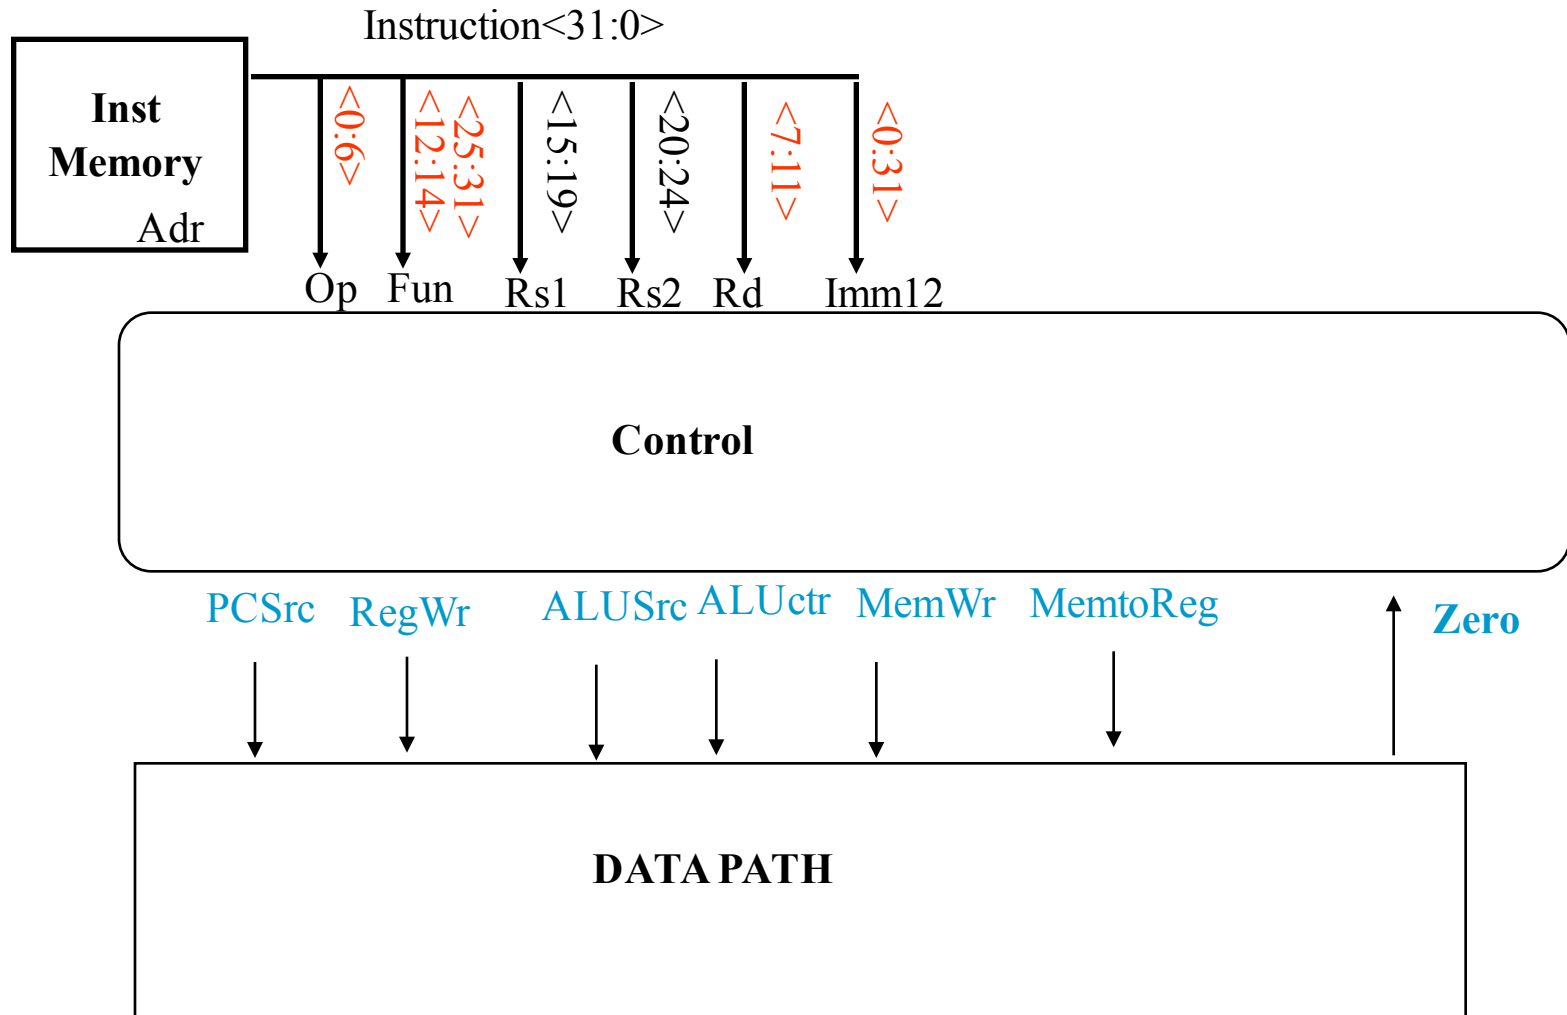 Instruction<31:0>
Inst
Memory
Adr
<0:6>
<25:31>
<12:14>
<15:19>
<20:24>
<7:11>
<0:31>
Op
Fun
Rs1
Rs2
Rd
Imm12
Control
PCSrc
RegWr
ALUSrc
ALUctr
MemWr
MemtoReg
Zero
DATA PATH